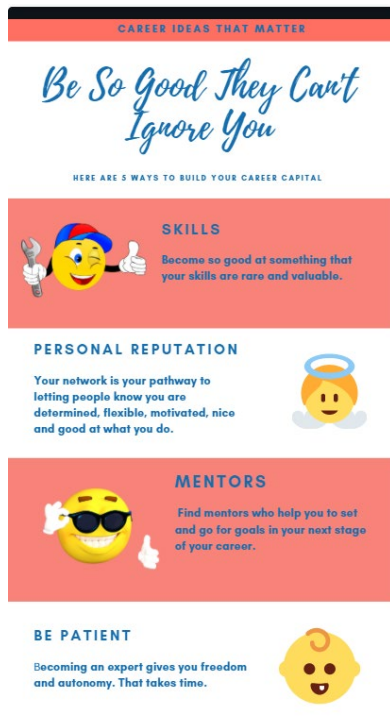 CAREER IDEAS THAT MATTER
Be So Good They Can't
Ignore You
HERE ARE 5 WAYS TO BUILD YOUR CAREER CAPITAL
SKILLS
Become so good at something that
your skills are rare and valuable.
PERSONAL REPUTATION
Your network is your pathway to
letting people know you are
determined, flexible, motivated, nice
and good at what you do.
MENTORS
Find mentors who help you to set
and go for goals in your next stage
of your career.
BE PATIENT
Becoming an expert gives you freedom
and autonomy. That takes time.